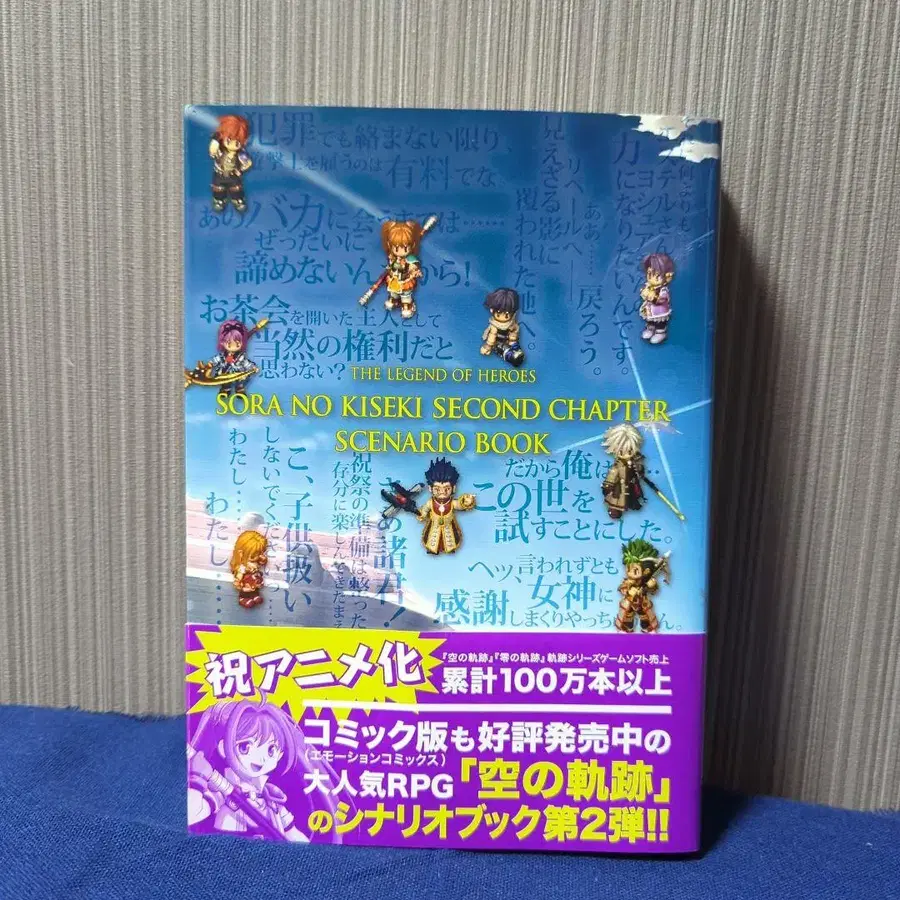 犯罪でも絡まない限り、
遊撃士を雇うのは有料でな
あのバカに会うまでは……
ぜったいに
諦めないんだから!
お茶会を開いた主人として
当然の権利だと
思わない?
見えざる影に
覆われた地へ。
ああ……戻ろう。
リベールへ――
何よりも
ヨシュア
エステルさん
力になりたいんです。
THE LEGEND OF HEROES
SORA NO KISEKI SECOND CHAPTER
SCENARIO BOOK
だから俺は……
この世を
試すことにした。
さあ諸君!
祝祭の準備は整った
存分に楽しんできたまえ
こ、子供扱い
しないでくださいっ…
わたし……
わたし……
ヘッ、言われずとも
女神に
感謝しまくりやっち
祝アニメ化
『空の軌跡』『零の軌跡』軌跡シリーズゲームソフト売上
累計100万本以上
コミック版も好評発売中の
(エモーションコミックス)
大人気RPG「空の軌跡」
のシナリオブック第2弾!!